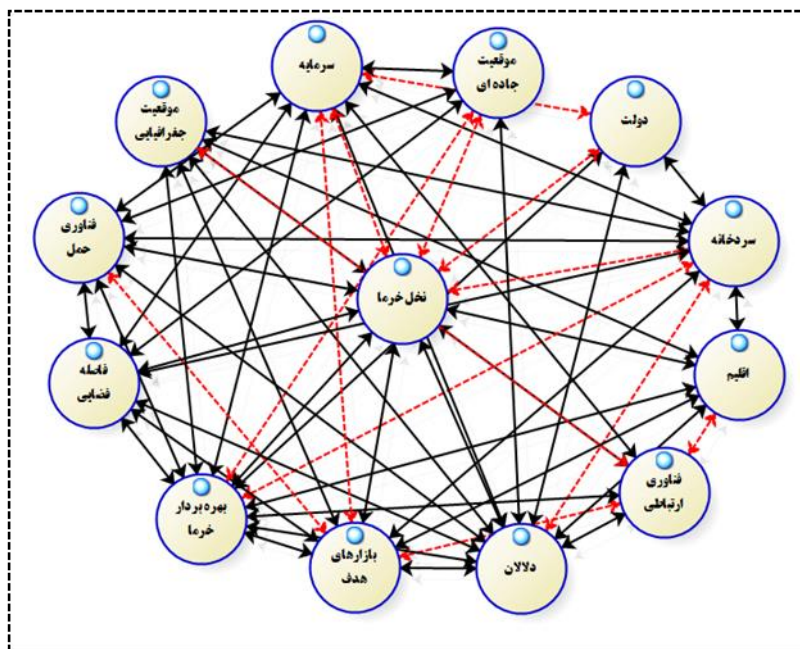 سرمایه
موقعیت
جاده ای
موقعیت
جغرافیایی
دولت
فناوری
حمل
سردخانه
نخل خرما
فاصله
فضایی
اقلیم
بهره بردار
خرما
بازارهای
هدف
دلالان
فناوری
ارتباطی